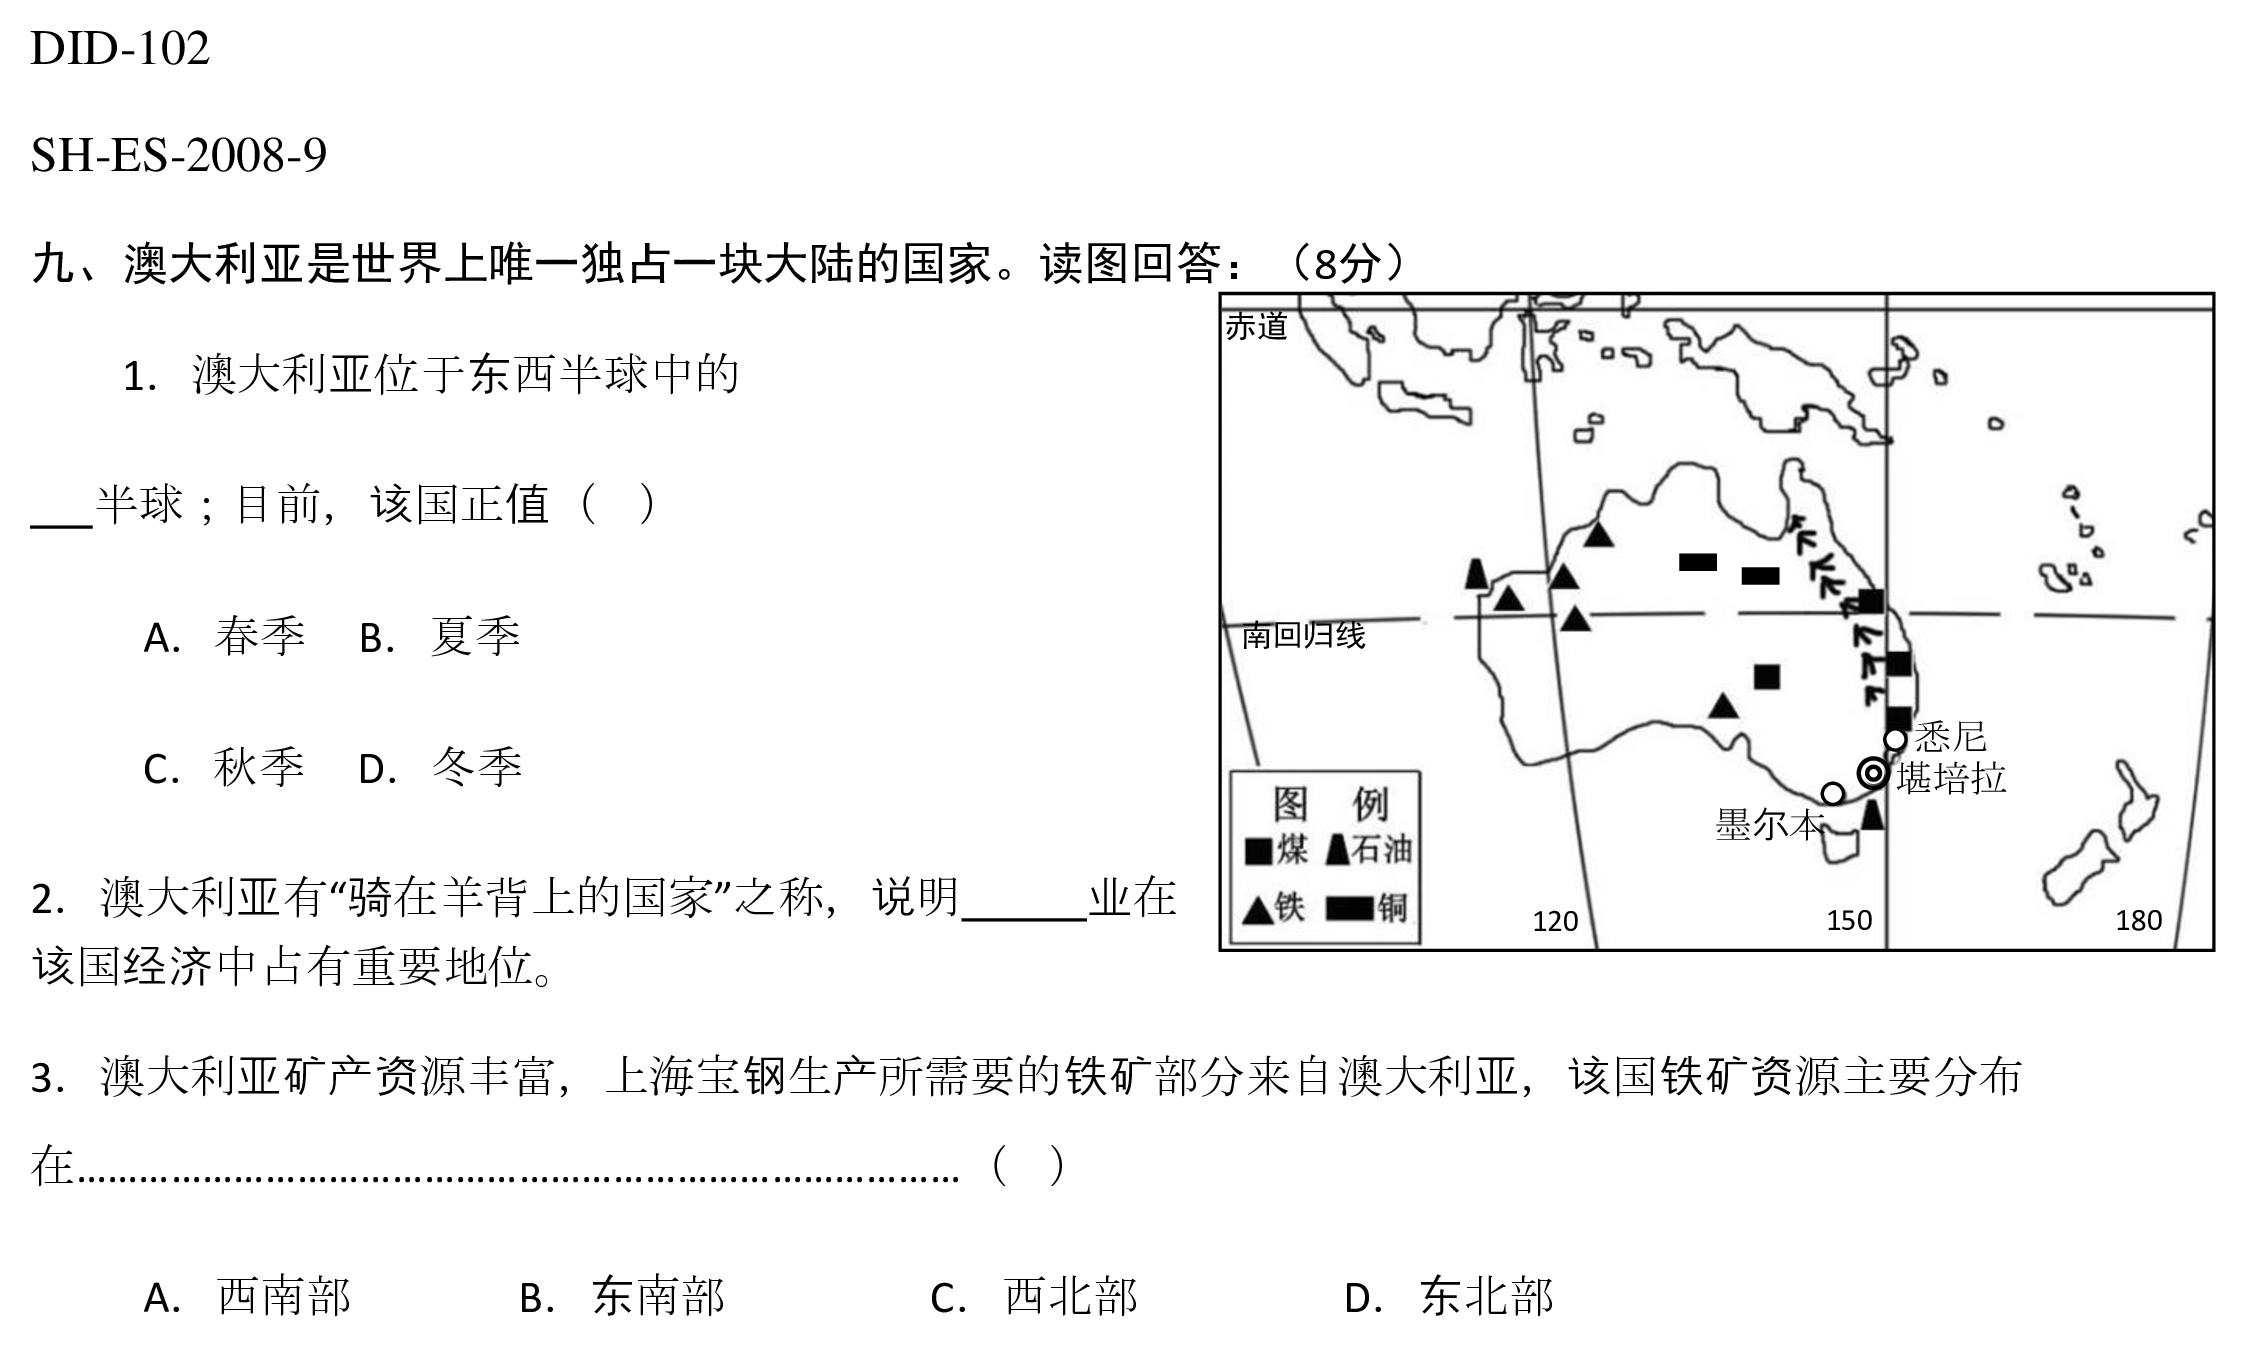 DID-102
SH-ES-2008-9
九、澳大利亚是世界上唯一独占一块大陆的国家。读图回答：（8分）
1. 澳大利亚位于东西半球中的
___半球；目前，该国正值（ ）
A. 春季 B. 夏季
C. 秋季 D. 冬季
2. 澳大利亚有“骑在羊背上的国家”之称，说明______业在
该国经济中占有重要地位。
3. 澳大利亚矿产资源丰富，上海宝钢生产所需要的铁矿部分来自澳大利亚，该国铁矿资源主要分布
在................................................................................（ ）
A. 西南部 B. 东南部 C. 西北部 D. 东北部
赤道
南回归线
悉尼
堪培拉
墨尔本
图 例
煤 石油
铁 铜
120 150 180